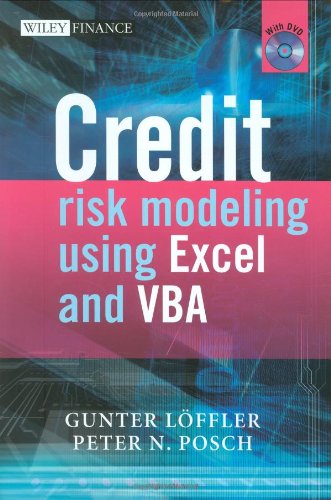 WILEY FINANCE
With DVD
Credit
risk modeling
using Excel
and VBA
GUNTER LÖFFLER
PETER N. POSCH